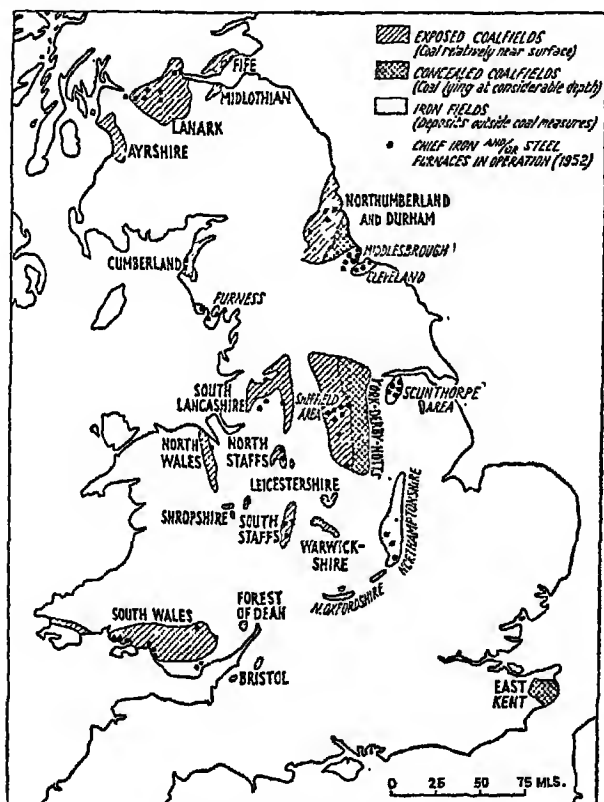 EXPOSED COALFIELDS
(Coal relatively near surface)
CONCEALED COALFIELDS
(Coal lying at considerable depth)
IRON FIELDS
(Deposits outside coal measures)
CHIEF IRON AND/OR STEEL
FURNACES IN OPERATION (1952)
FIFE
MIDLOTHIAN
LANARK
AYRSHIRE
NORTHUMBERLAND
AND DURHAM
MIDDLESBROUGH
CLEVELAND
CUMBERLAND
FURNESS
SOUTH
LANCASHIRE
SHEFFIELD
AREA
YORK-DERBY-NOTTS
SCUNTHORPE
AREA
NORTH
WALES
NORTH
STAFFS
LEICESTERSHIRE
SHROPSHIRE
SOUTH
STAFFS
WARWICK-
SHIRE
NORTHAMPTONSHIRE
N.OXFORDSHIRE
SOUTH WALES
FOREST
OF DEAN
BRISTOL
EAST
KENT
0 25 50 75 MLS.